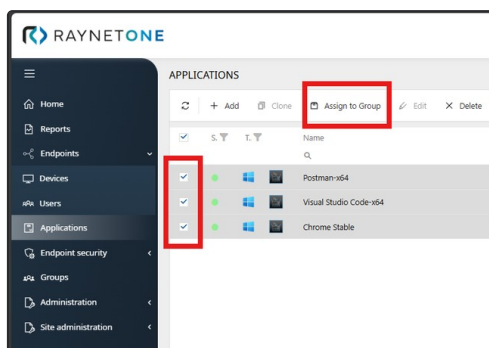 RAYNETONE
APPLICATIONS
Home
Reports
Endpoints
Devices
Users
Applications
Endpoint security
Groups
Administration
Site administration
Add Clone Assign to Group Edit Delete
S. T. Name
Postman-x64
Visual Studio Code-x64
Chrome Stable